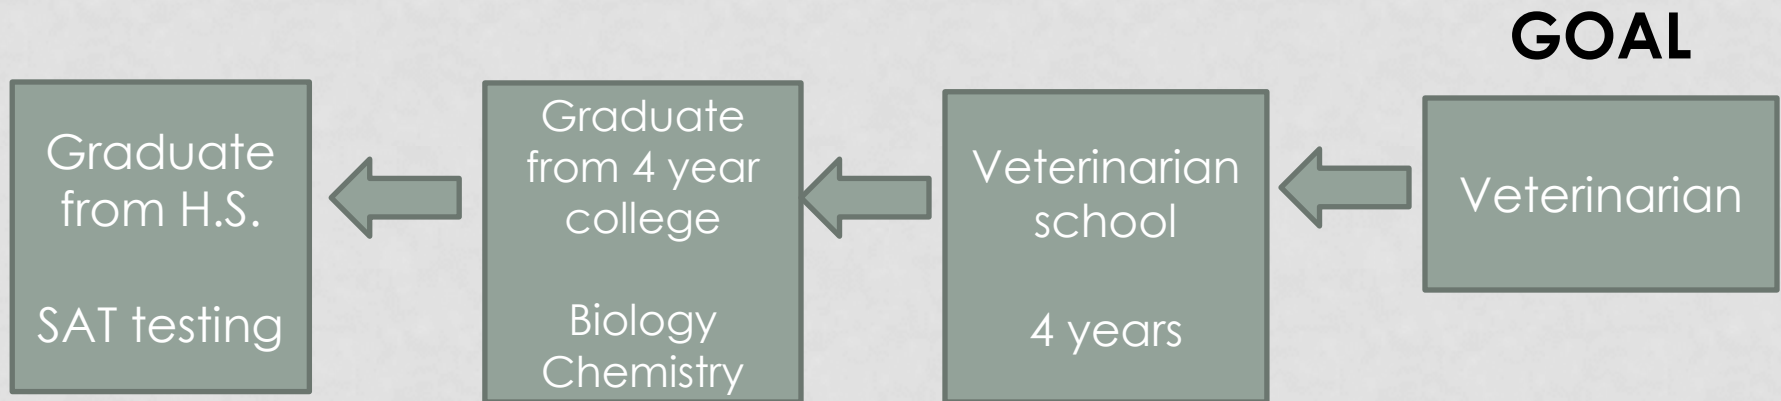 GOAL
Graduate
from H.S.
SAT testing
Graduate
from 4 year
college
Biology
Chemistry
Veterinarian
school
4 years
Veterinarian